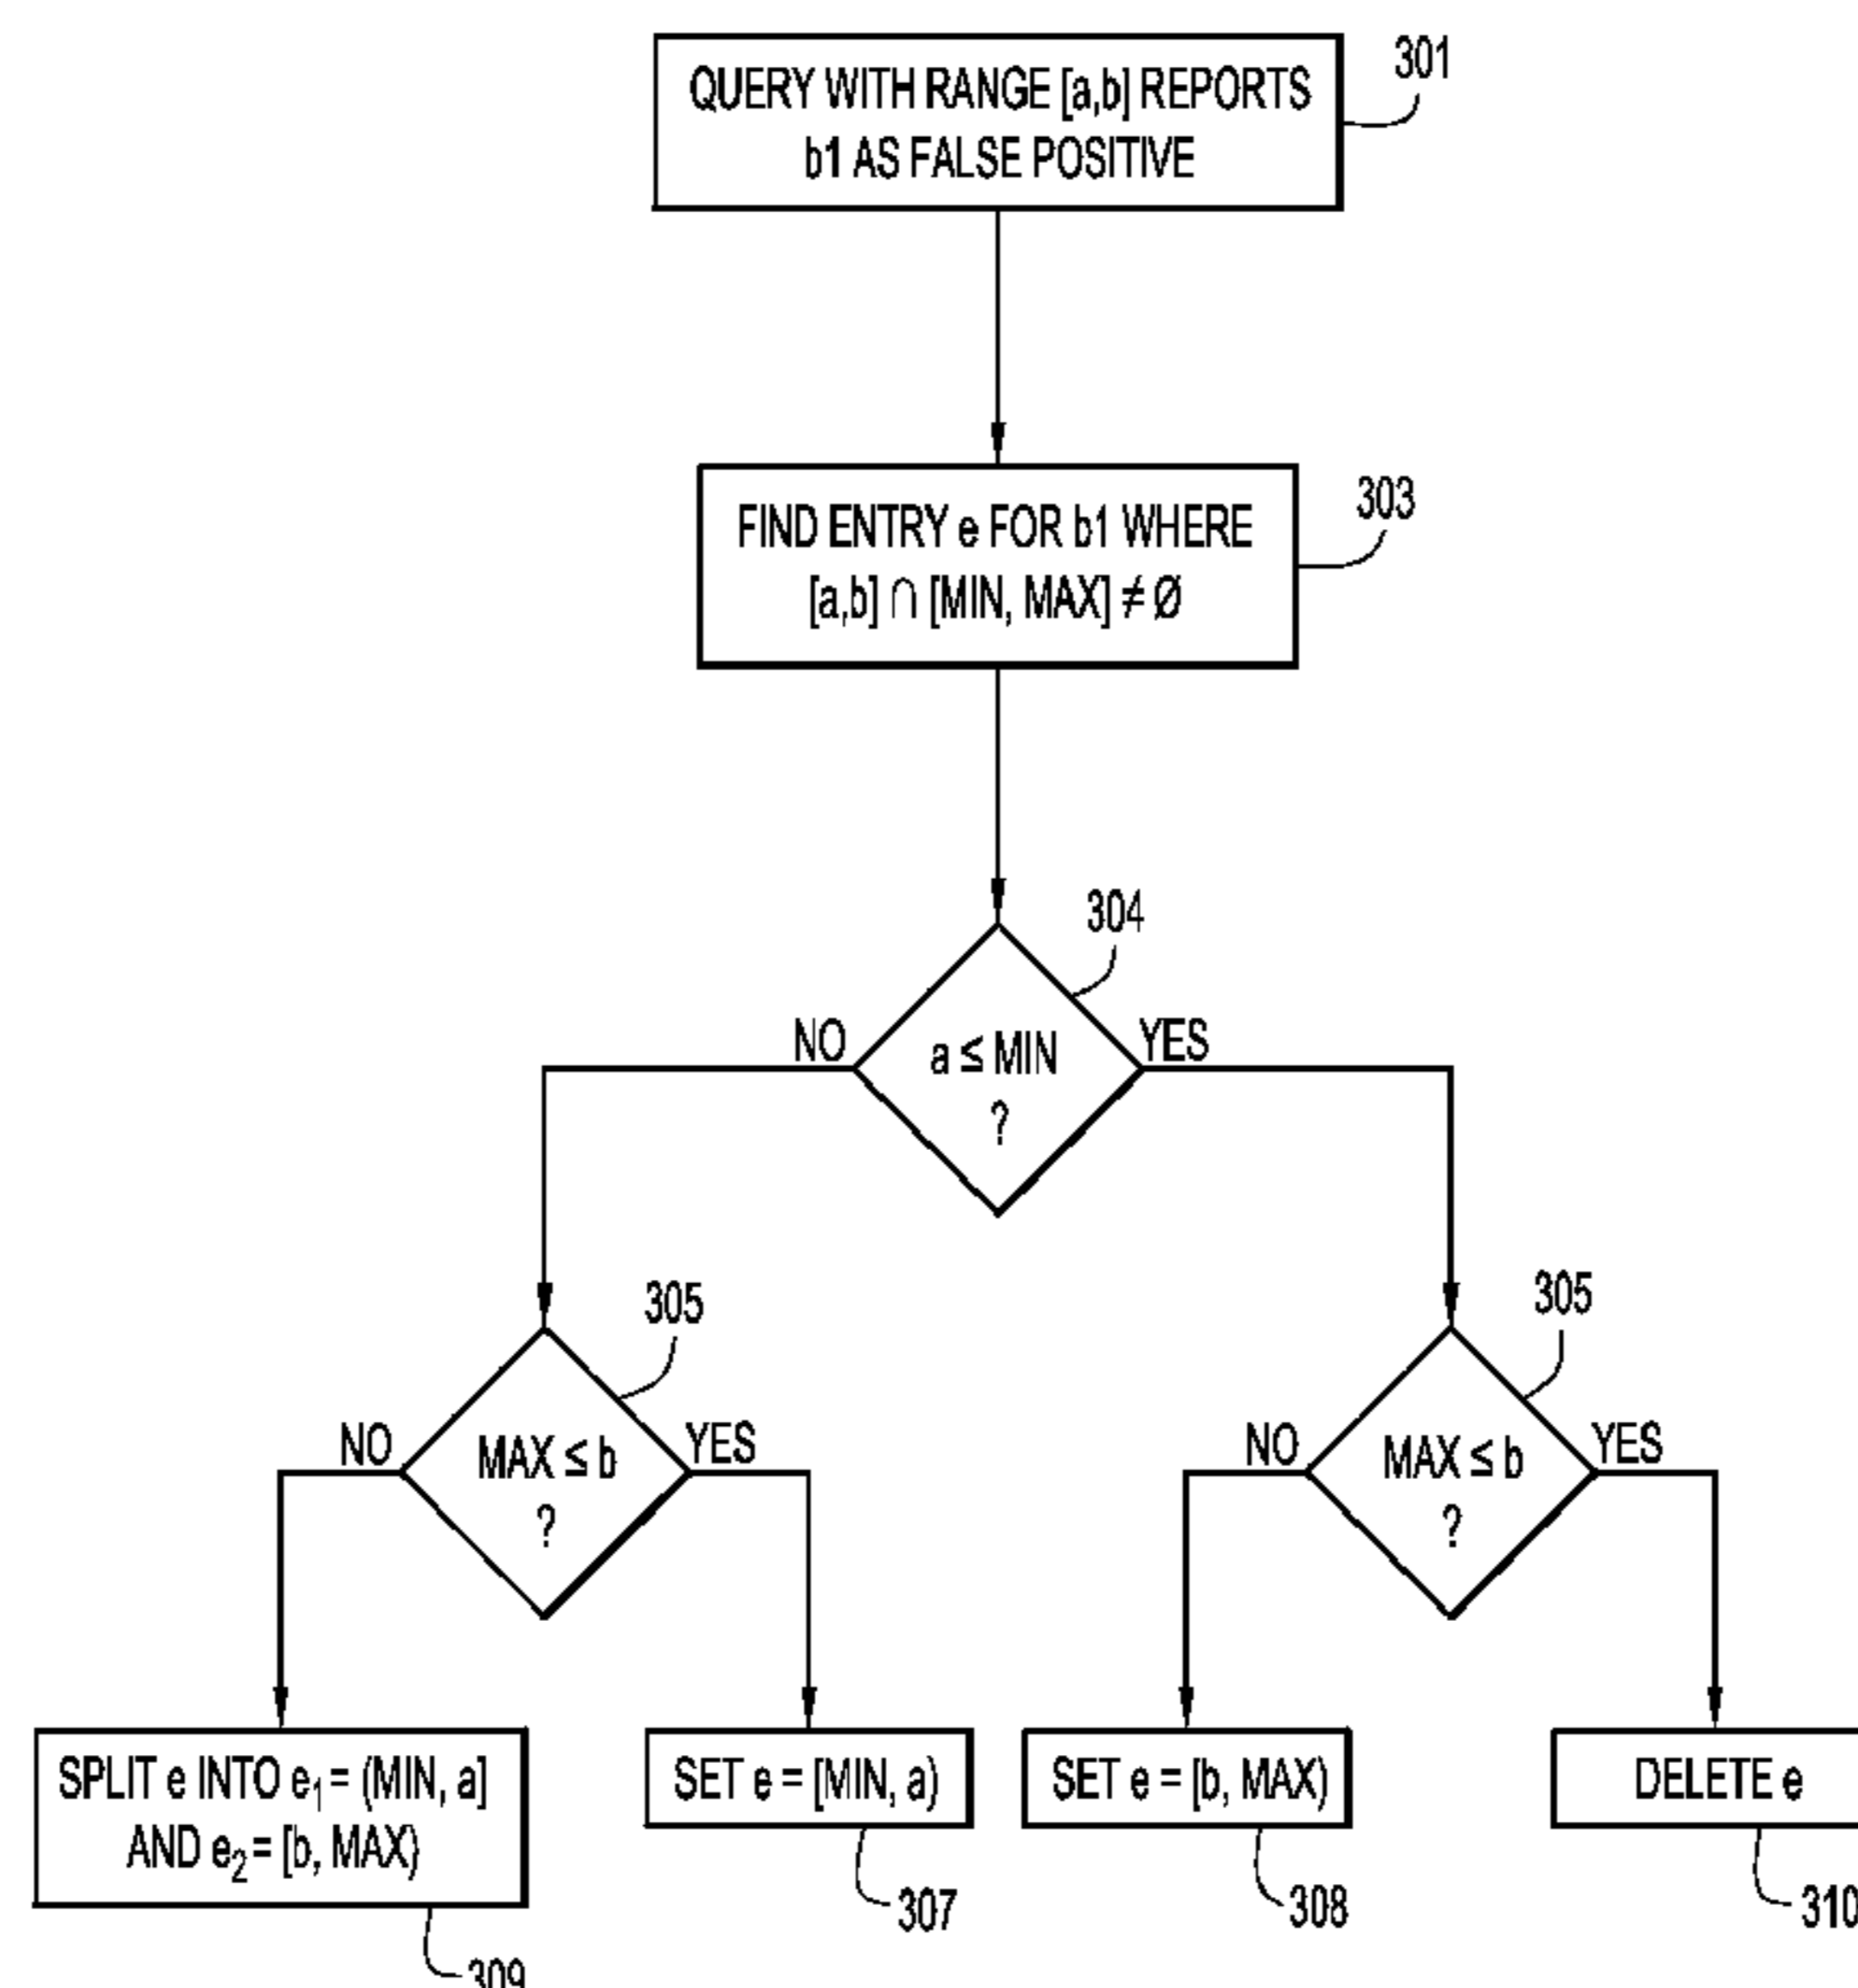 301
QUERY WITH RANGE [a,b] REPORTS
b1 AS FALSE POSITIVE
303
FIND ENTRY e FOR b1 WHERE
[a,b] ∩ [MIN, MAX] ≠ Ø
304
NO
YES
a ≤ MIN
?
305
305
NO
YES
MAX ≤ b
?
NO
YES
MAX ≤ b
?
SPLIT e INTO e₁ = (MIN, a]
AND e₂ = [b, MAX)
SET e = [MIN, a)
SET e = [b, MAX)
DELETE e
307
308
310
309